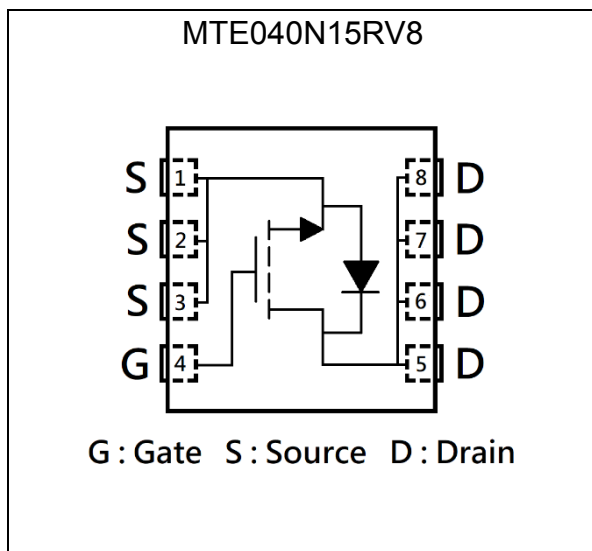 MTE040N15RV8
S 1 8 D
S 2 7 D
S 3 6 D
G 4 5 D
G : Gate S : Source D : Drain